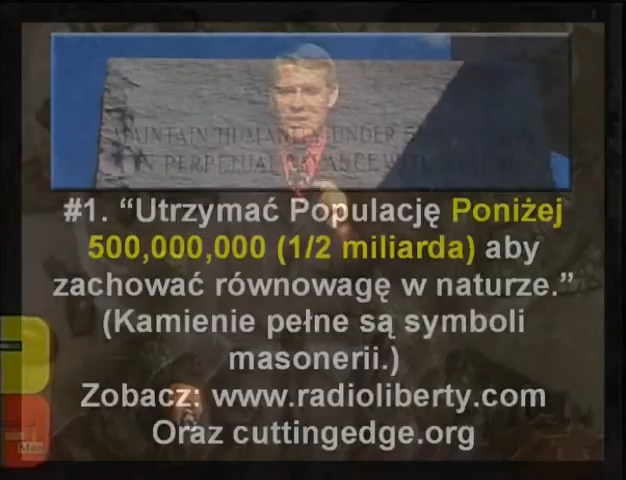 MAINTAIN HUMANITY UNDER 5
IN PERPETUAL BALANCE WITH
#1. “Utrzymać Populację Poniżej
500,000,000 (1/2 miliarda) aby
zachować równowagę w naturze.”
(Kamienie pełne są symboli
masonerii.)
Zobacz: www.radioliberty.com
Oraz cuttingedge.org